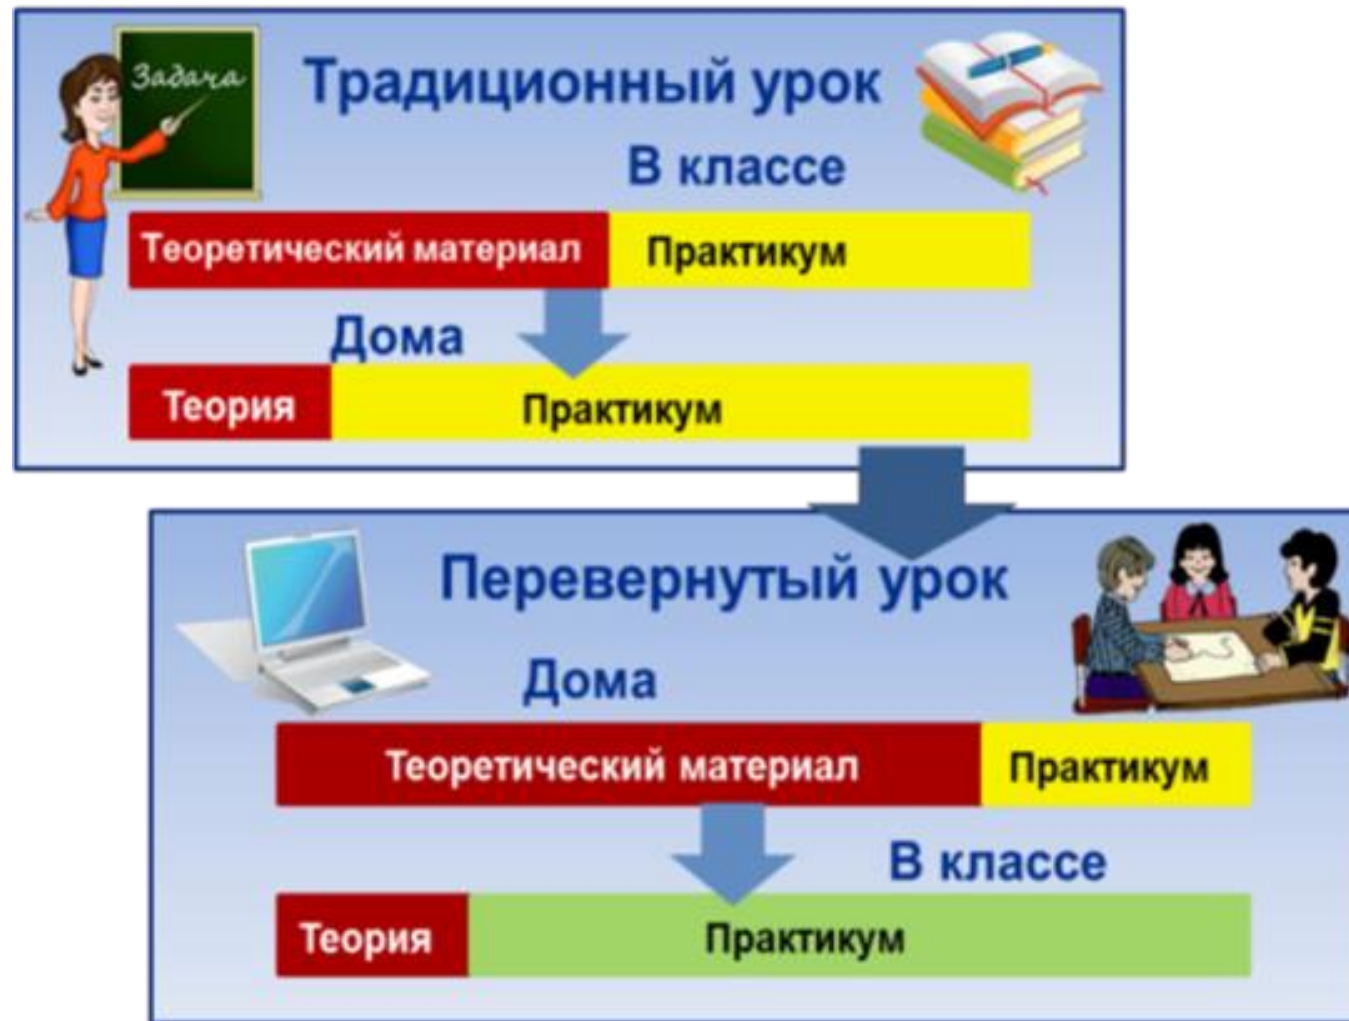 Задача
Традиционный урок
В классе
Теоретический материал Практикум
Дома
Теория Практикум
Перевернутый урок
Дома
Теоретический материал Практикум
В классе
Теория Практикум